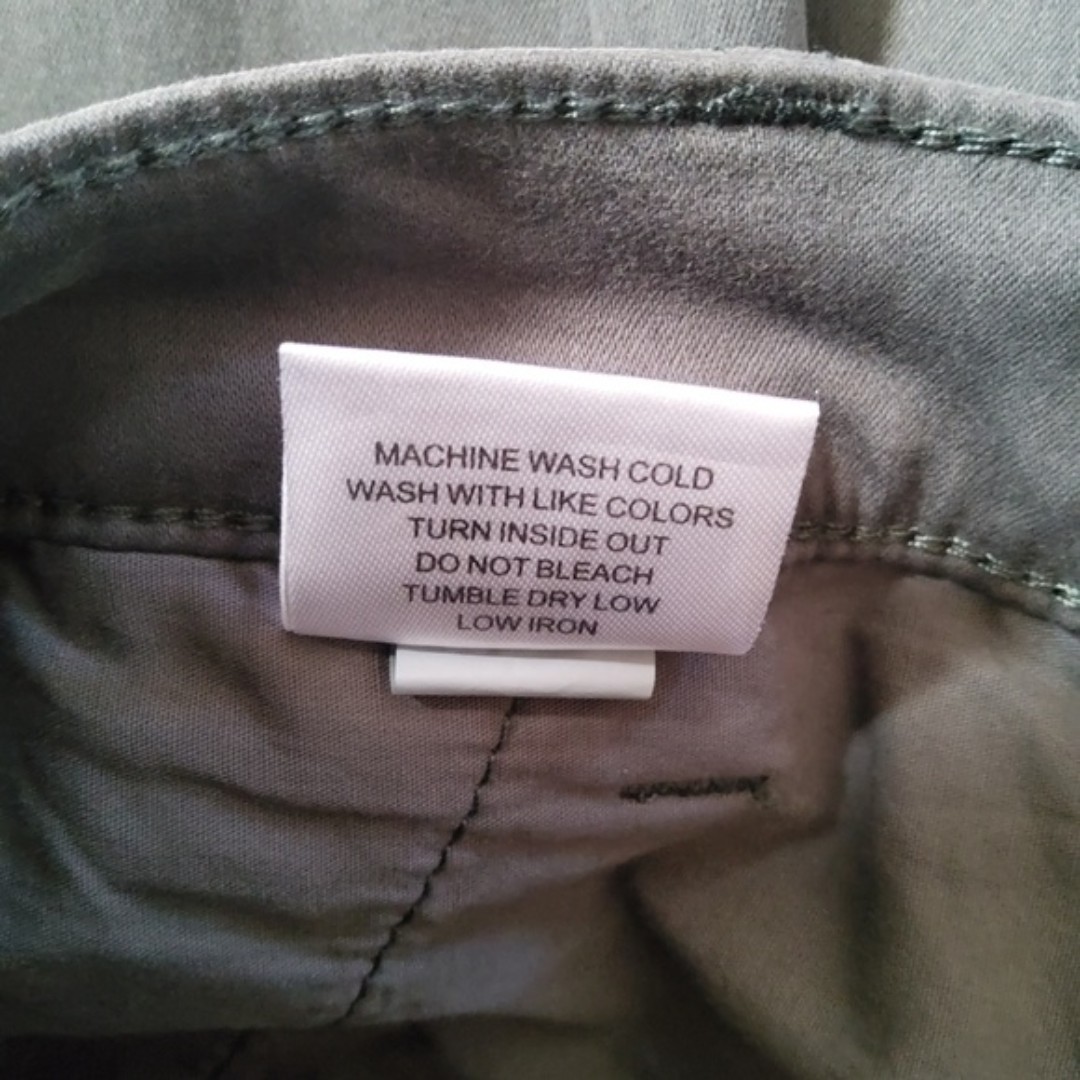 MACHINE WASH COLD
WASH WITH LIKE COLORS
TURN INSIDE OUT
DO NOT BLEACH
TUMBLE DRY LOW
LOW IRON